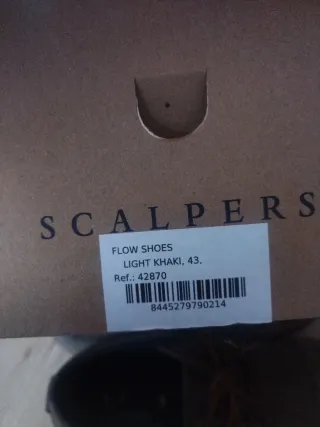 SCALPERS
FLOW SHOES
LIGHT KHAKI, 43.
Ref.: 42870
8445279790214